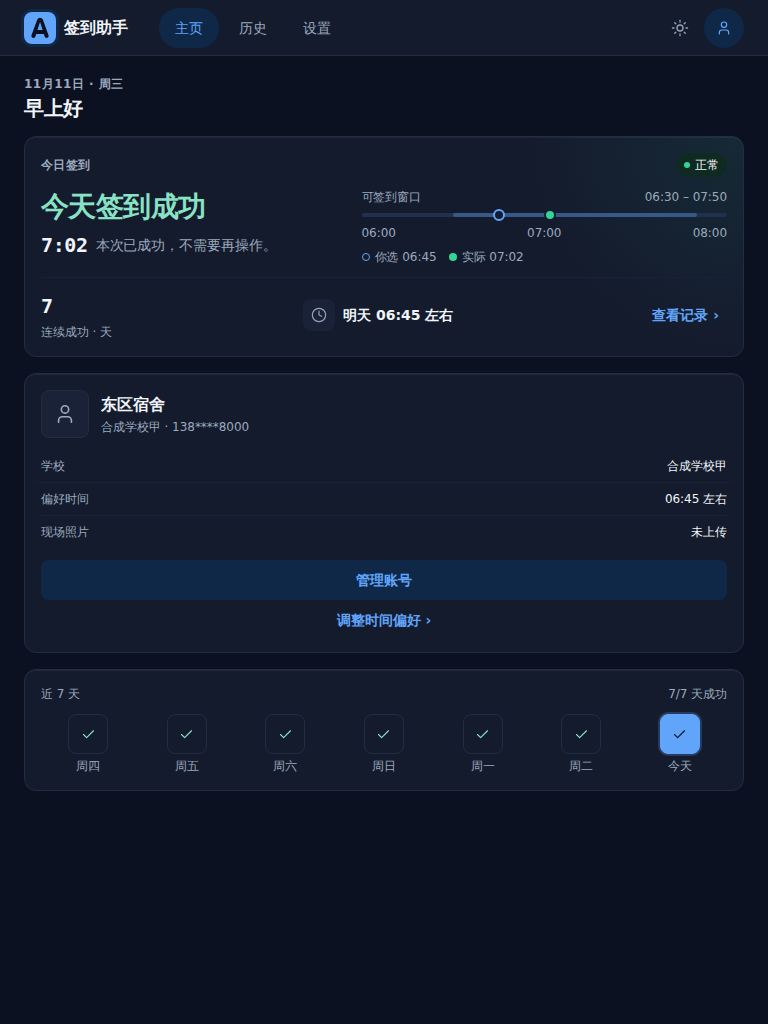 A 签到助手 主页 历史 设置
11月11日 · 周三
早上好
今日签到 正常
今天签到成功
7:02 本次已成功，不需要再操作。
可签到窗口 06:30 – 07:50
06:00 07:00 08:00
你选 06:45 实际 07:02
7
连续成功 · 天
明天 06:45 左右
查看记录 ›
东区宿舍
合成学校甲 · 138****8000
学校 合成学校甲
偏好时间 06:45 左右
现场照片 未上传
管理账号
调整时间偏好 ›
近 7 天 7/7 天成功
周四 周五 周六 周日 周一 周二 今天